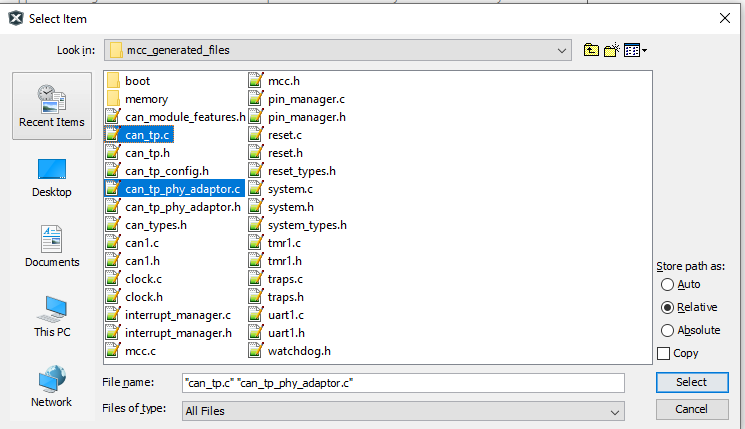 Select Item
Look in:
mcc_generated_files
Recent Items
Desktop
Documents
This PC
Network
boot
memory
can_module_features.h
can_tp.c
can_tp.h
can_tp_config.h
can_tp_phy_adaptor.c
can_tp_phy_adaptor.h
can_types.h
can1.c
can1.h
clock.c
clock.h
interrupt_manager.c
interrupt_manager.h
mcc.c
mcc.h
pin_manager.c
pin_manager.h
reset.c
reset.h
reset_types.h
system.c
system.h
system_types.h
tmr1.c
tmr1.h
traps.c
traps.h
uart1.c
uart1.h
watchdog.h
Store path as:
Auto
Relative
Absolute
Copy
File name:
"can_tp.c" "can_tp_phy_adaptor.c"
Select
Files of type:
All Files
Cancel